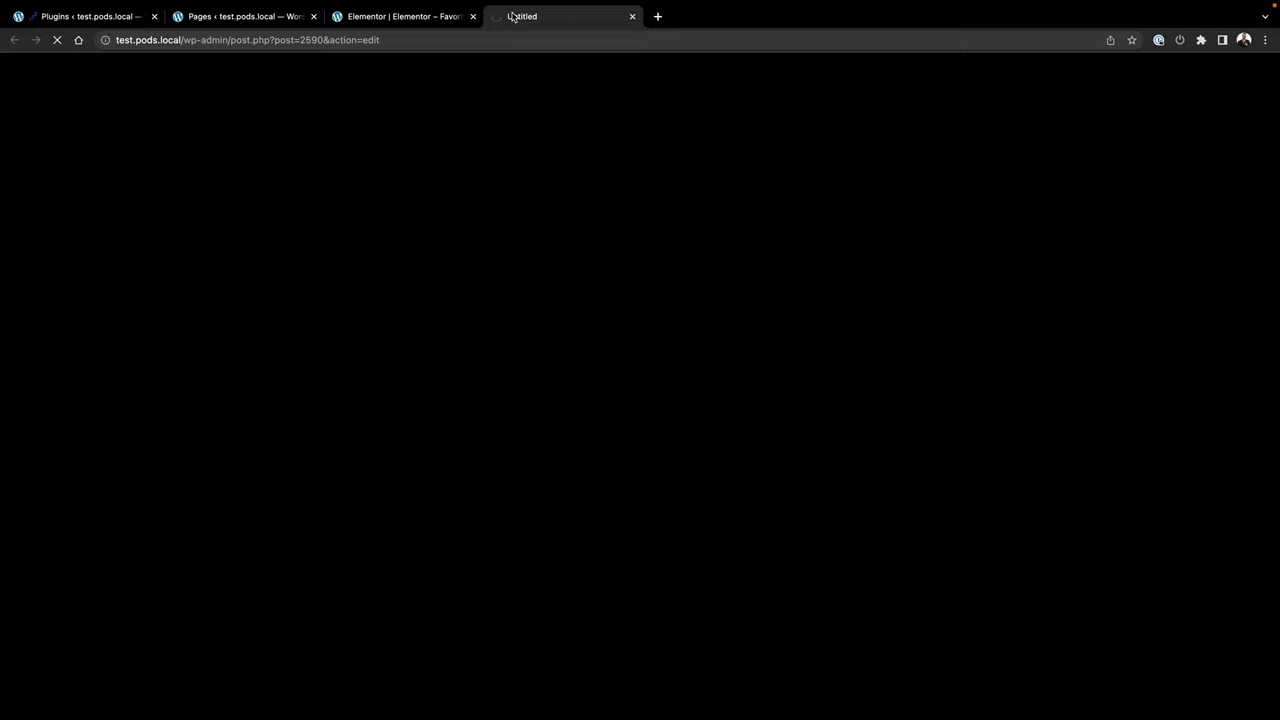 Plugins ‹ test.pods.local —
Pages ‹ test.pods.local — Word
Elementor | Elementor – Favori
Untitled
test.pods.local/wp-admin/post.php?post=2590&action=edit